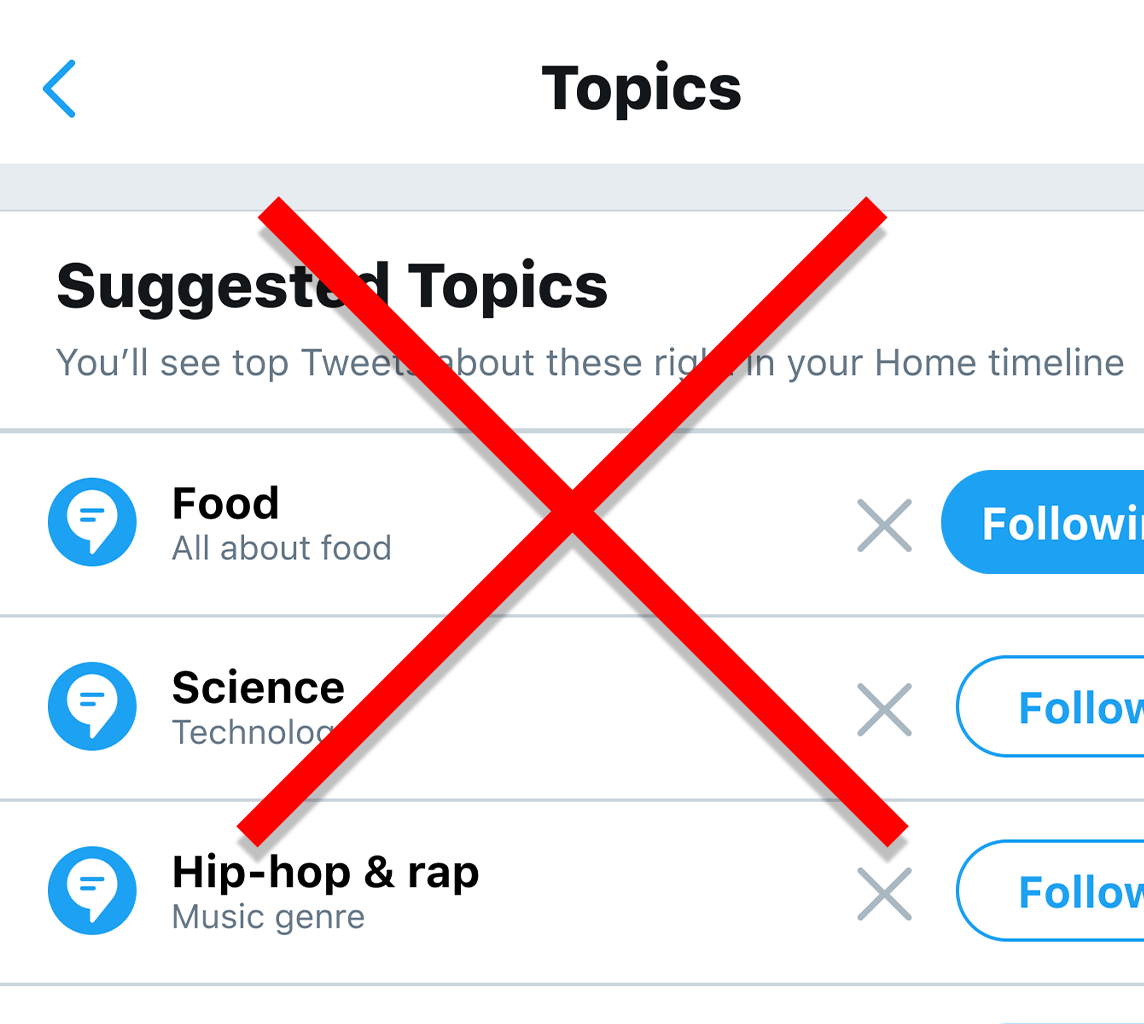 Topics
Suggested Topics
You’ll see top Tweets about these right in your Home timeline
Food
All about food
Followi
Science
Technolog
Follow
Hip-hop & rap
Music genre
Follow